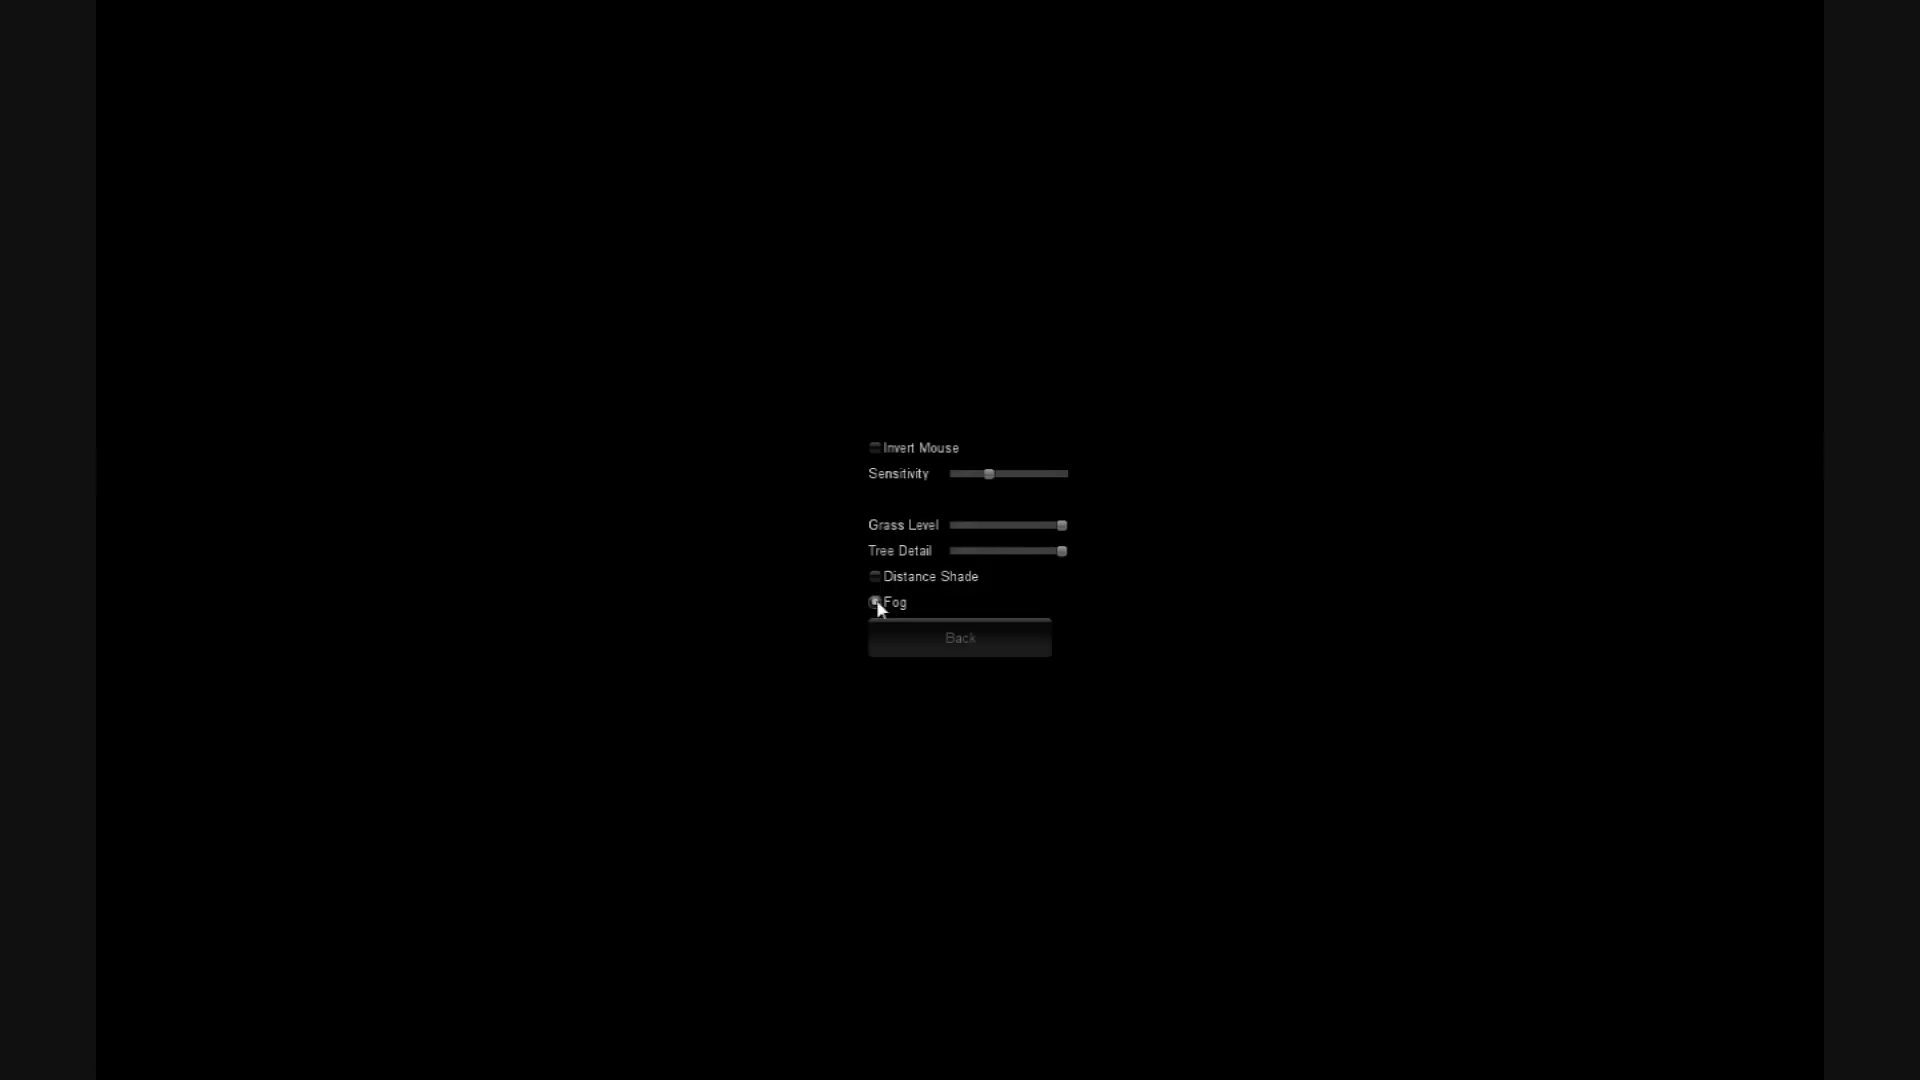 Invert Mouse
Sensitivity
Grass Level
Tree Detail
Distance Shade
Fog
Back